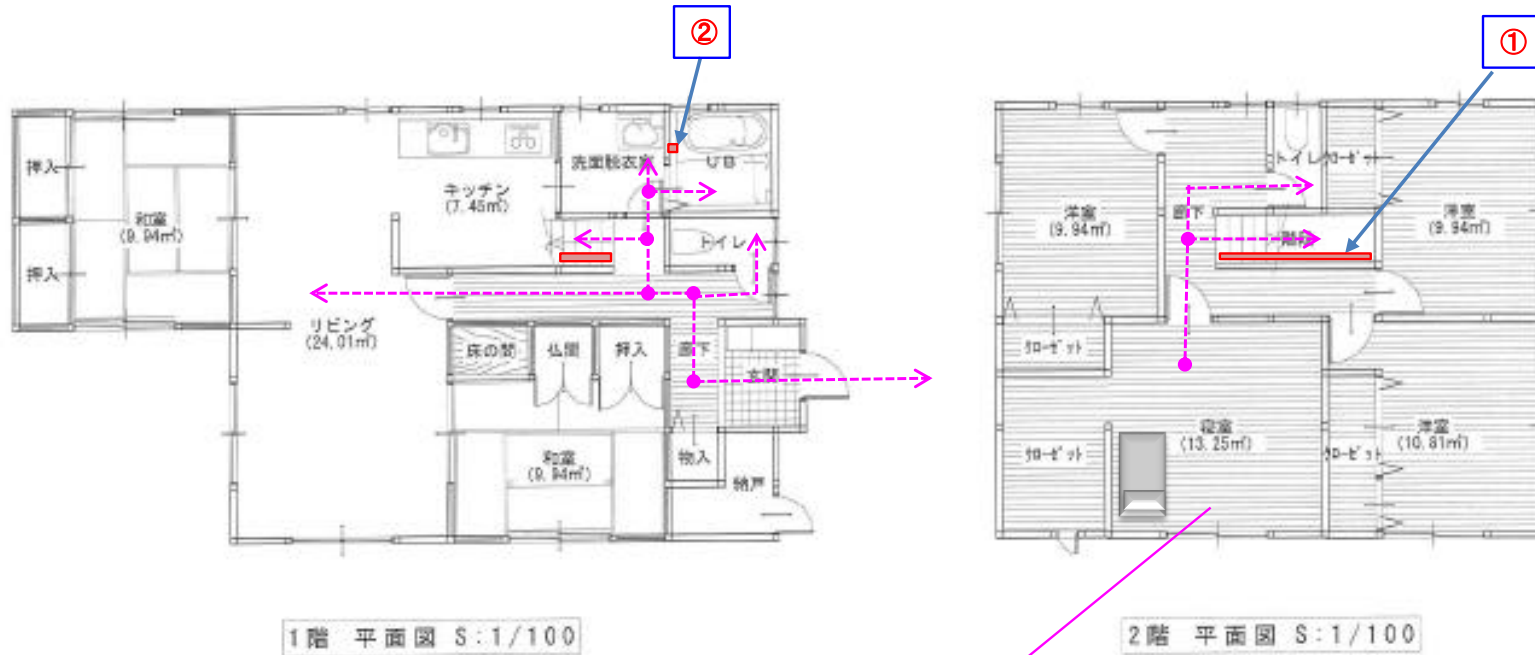 ②
①
押入
押入
和室
(9.94㎡)
キッチン
(7.45㎡)
洗面脱衣室
UB
トイレ
リビング
(24.01㎡)
床の間
仏間
押入
廊下
玄関
和室
(9.94㎡)
物入
納戸
1階 平面図 S:1/100
洋室
(9.94㎡)
廊下
トイレ
クローゼット
階段
洋室
(9.94㎡)
クローゼット
クローゼット
寝室
(13.25㎡)
クローゼット
洋室
(10.81㎡)
2階 平面図 S:1/100